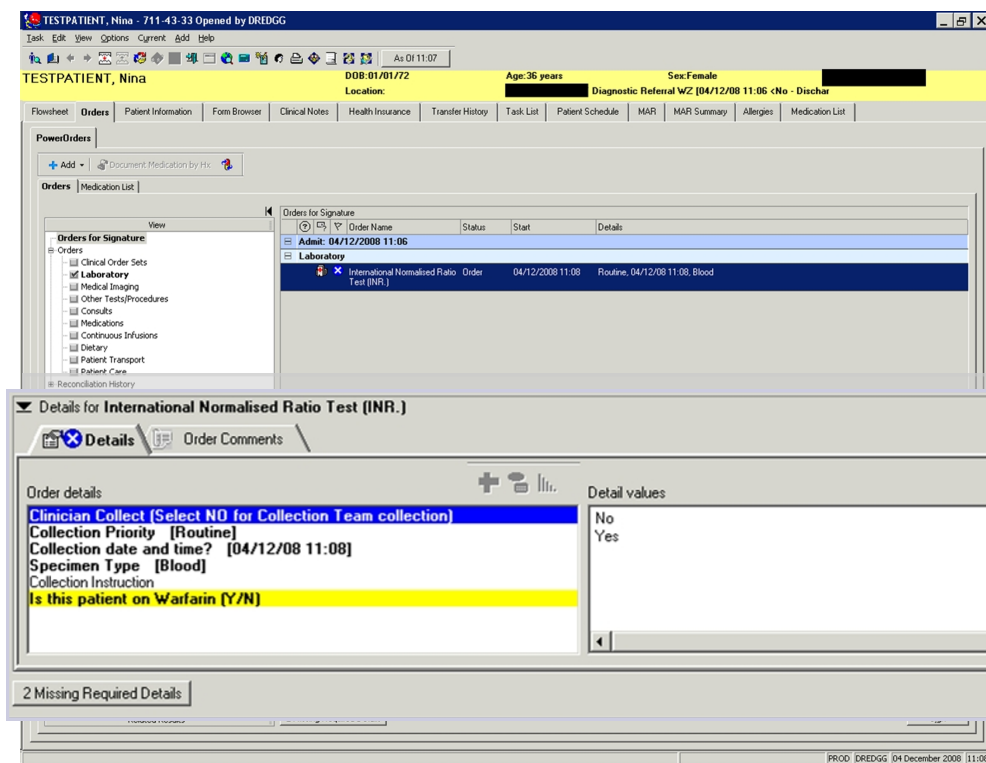 TESTPATIENT, Nina - 711-43-33 Opened by DREDGG
Task Edit View Options Current Add Help
As Of 11:07
TESTPATIENT, Nina DOB:01/01/72 Age:36 years Sex:Female
Location: Diagnostic Referral WZ [04/12/08 11:06 <No - Dischar
Flowsheet Orders Patient Information Form Browser Clinical Notes Health Insurance Transfer History Task List Patient Schedule MAR MAR Summary Allergies Medication List
PowerOrders
Add Document Medication by Hx
Orders Medication List
View
Orders for Signature
Orders
Clinical Order Sets
Laboratory
Medical Imaging
Other Tests/Procedures
Consults
Medications
Continuous Infusions
Dietary
Patient Transport
Patient Care
Reconciliation History
Orders for Signature
Order Name Status Start Details
Admit: 04/12/2008 11:06
Laboratory
International Normalised Ratio Order 04/12/2008 11:08 Routine, 04/12/08 11:08, Blood
Test (INR.)
Details for International Normalised Ratio Test (INR.)
Details Order Comments
Order details
Clinician Collect (Select NO for Collection Team collection)
Collection Priority [Routine]
Collection date and time? [04/12/08 11:08]
Specimen Type [Blood]
Collection Instruction
Is this patient on Warfarin (Y/N)
Detail values
No
Yes
2 Missing Required Details
PROD DREDGG 04 December 2008 11:08